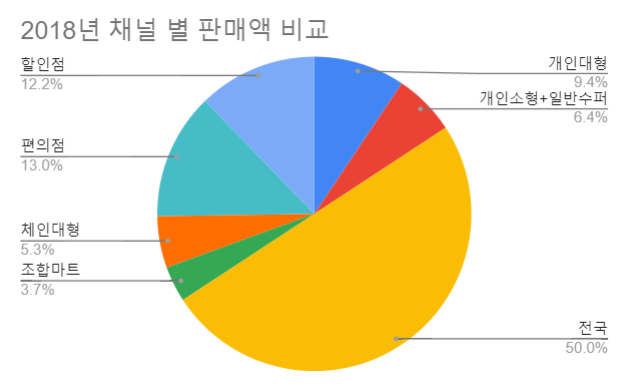 2018년 채널 별 판매액 비교
할인점
12.2%
편의점
13.0%
체인대형
5.3%
조합마트
3.7%
개인대형
9.4%
개인소형+일반수퍼
6.4%
전국
50.0%